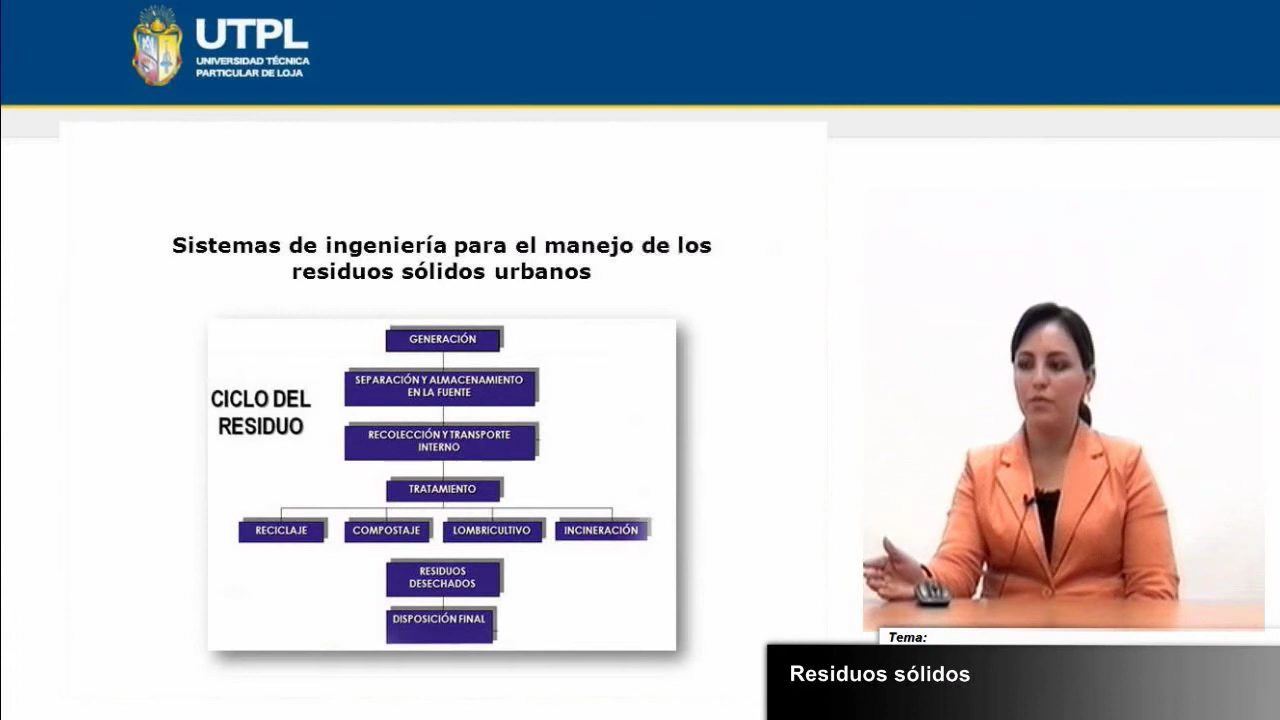 UTPL
UNIVERSIDAD TÉCNICA
PARTICULAR DE LOJA
Sistemas de ingeniería para el manejo de los
residuos sólidos urbanos
CICLO DEL
RESIDUO
GENERACIÓN
SEPARACIÓN Y ALMACENAMIENTO
EN LA FUENTE
RECOLECCIÓN Y TRANSPORTE
INTERNO
TRATAMIENTO
RECICLAJE
COMPOSTAJE
LOMBRICULTIVO
INCINERACIÓN
RESIDUOS
DESECHADOS
DISPOSICIÓN FINAL
Tema:
Residuos sólidos